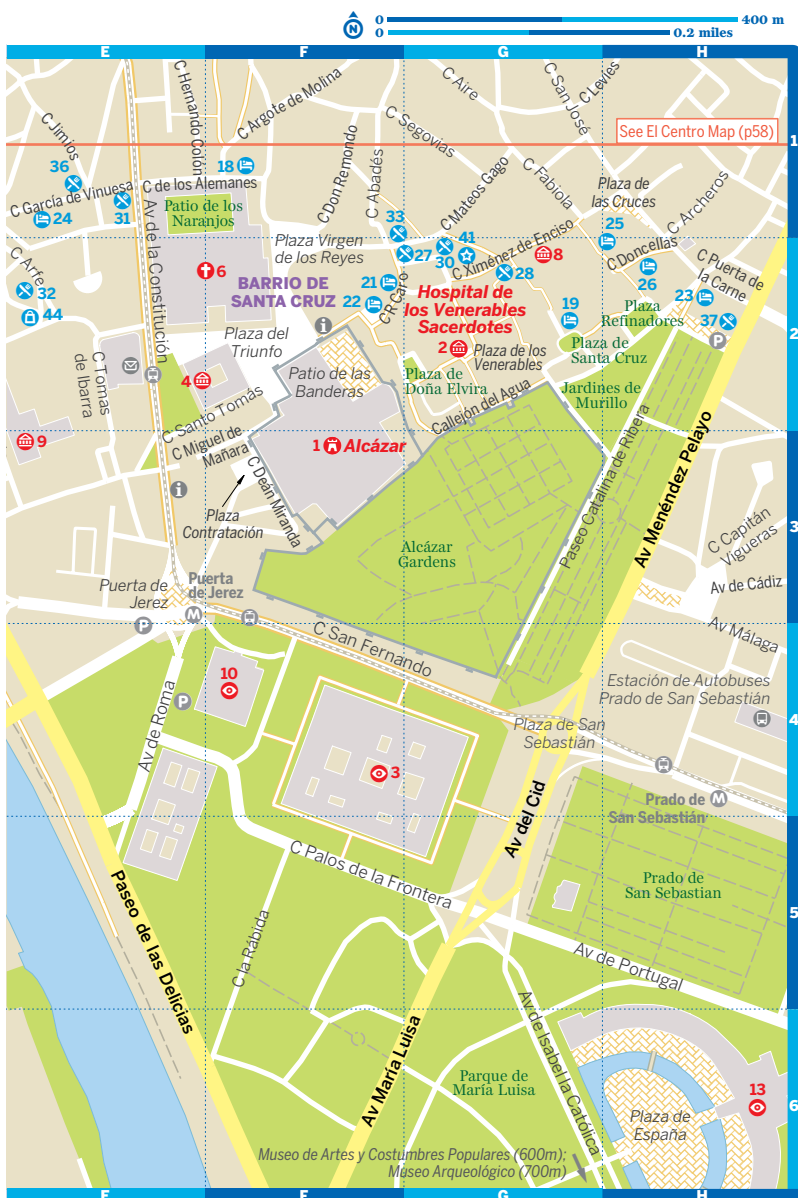 N
0
400 m
0
0.2 miles
E
F
G
H
C Hernando Colón
C Argote de Molina
C Aire
C San José
C Levíes
See El Centro Map (p58)
1
C Jimios
C Segovias
C Don Remondo
C Abadés
C Mateos Gago
C Fabiola
Plaza de
las Cruces
C Archeros
36
18
C García de Vinuesa
C de los Alemanes
24
31
Patio de los
Naranjos
33
41
25
Av de la Constitución
Plaza Virgen
de los Reyes
27
30
C Ximénez de Enciso
8
C Doncellas
C Puerta de
la Carne
C Arfe
6
BARRIO DE
SANTA CRUZ
21
28
26
32
22
C R Caro
Hospital de
los Venerables
Sacerdotes
19
23
44
37
Plaza
Refinadores
2
Plaza del
Triunfo
i
2
Plaza de los
Venerables
Plaza de
Santa Cruz
P
C Tomas
de Ibarra
4
Patio de las
Banderas
Plaza de
Doña Elvira
Jardines de
Murillo
C Santo Tomás
Callejón del Agua
9
C Miguel de
Mañara
1 Alcázar
Paseo Catalina de Ribera
Av Menéndez Pelayo
i
C Deán Miranda
Plaza
Contratación
3
Alcázar
Gardens
C Capitán
Vigueras
Puerta de
Jerez
Puerta
de Jerez
Av de Cádiz
P
M
C San Fernando
Av Málaga
10
Estación de Autobuses
Prado de San Sebastián
Av de Roma
P
4
Plaza de San
Sebastián
3
Prado de
San Sebastián
M
Av del Cid
C Palos de la Frontera
Prado de
San Sebastian
Paseo de las Delicias
5
C la Rábida
Av de Portugal
Av de Isabel la Católica
Av María Luisa
Parque de
María Luisa
13
6
Plaza de
España
Museo de Artes y Costumbres Populares (600m);
Museo Arqueológico (700m)
E
F
G
H